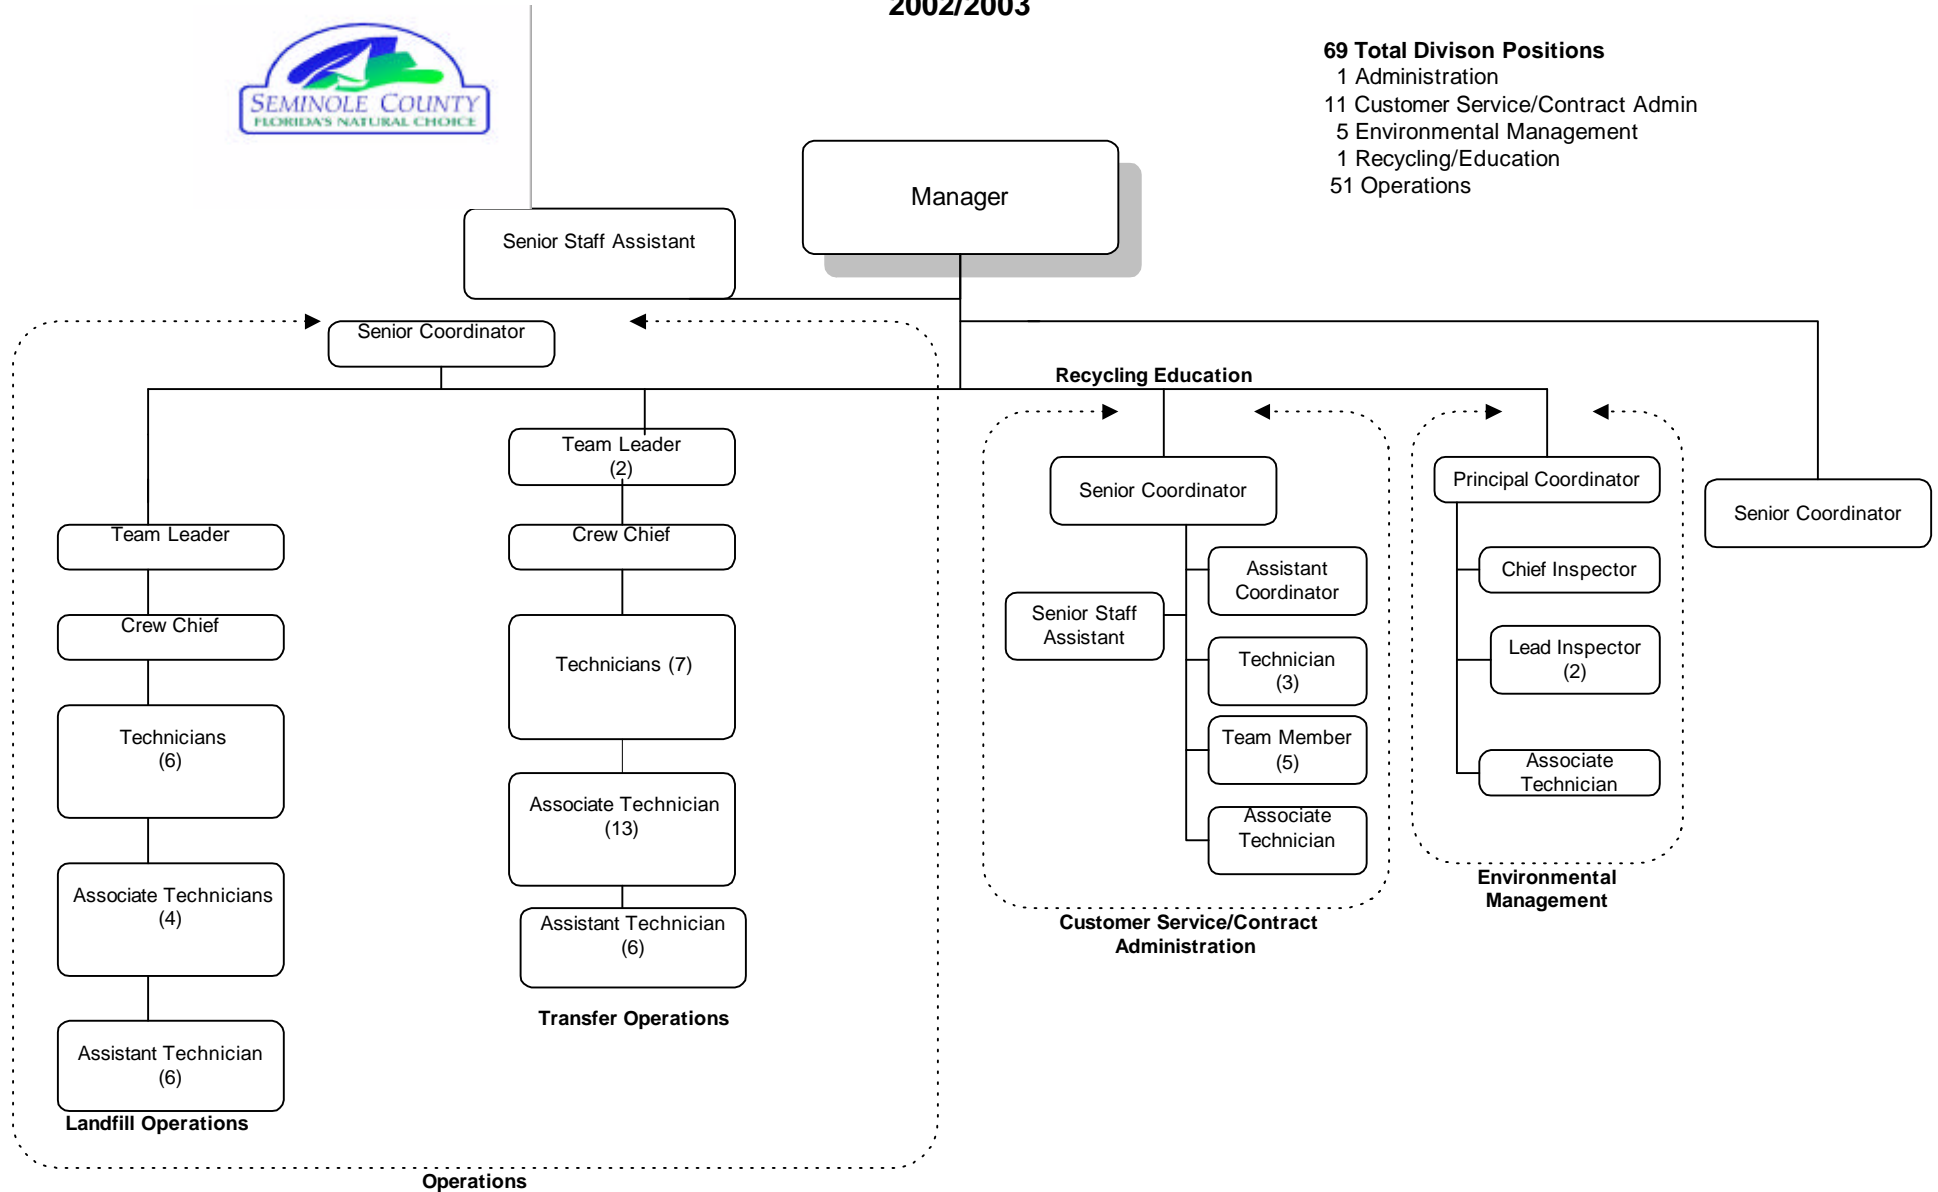 2002/2003
SEMINOLE COUNTY
FLORIDA'S NATURAL CHOICE
69 Total Divison Positions
1 Administration
11 Customer Service/Contract Admin
5 Environmental Management
1 Recycling/Education
51 Operations
Manager
Senior Staff Assistant
Senior Coordinator
Recycling Education
Team Leader
(2)
Crew Chief
Technicians (7)
Associate Technician
(13)
Assistant Technician
(6)
Transfer Operations
Team Leader
Crew Chief
Technicians
(6)
Associate Technicians
(4)
Assistant Technician
(6)
Landfill Operations
Operations
Senior Coordinator
Assistant
Coordinator
Senior Staff
Assistant
Technician
(3)
Team Member
(5)
Associate
Technician
Customer Service/Contract
Administration
Principal Coordinator
Chief Inspector
Lead Inspector
(2)
Associate
Technician
Environmental
Management
Senior Coordinator